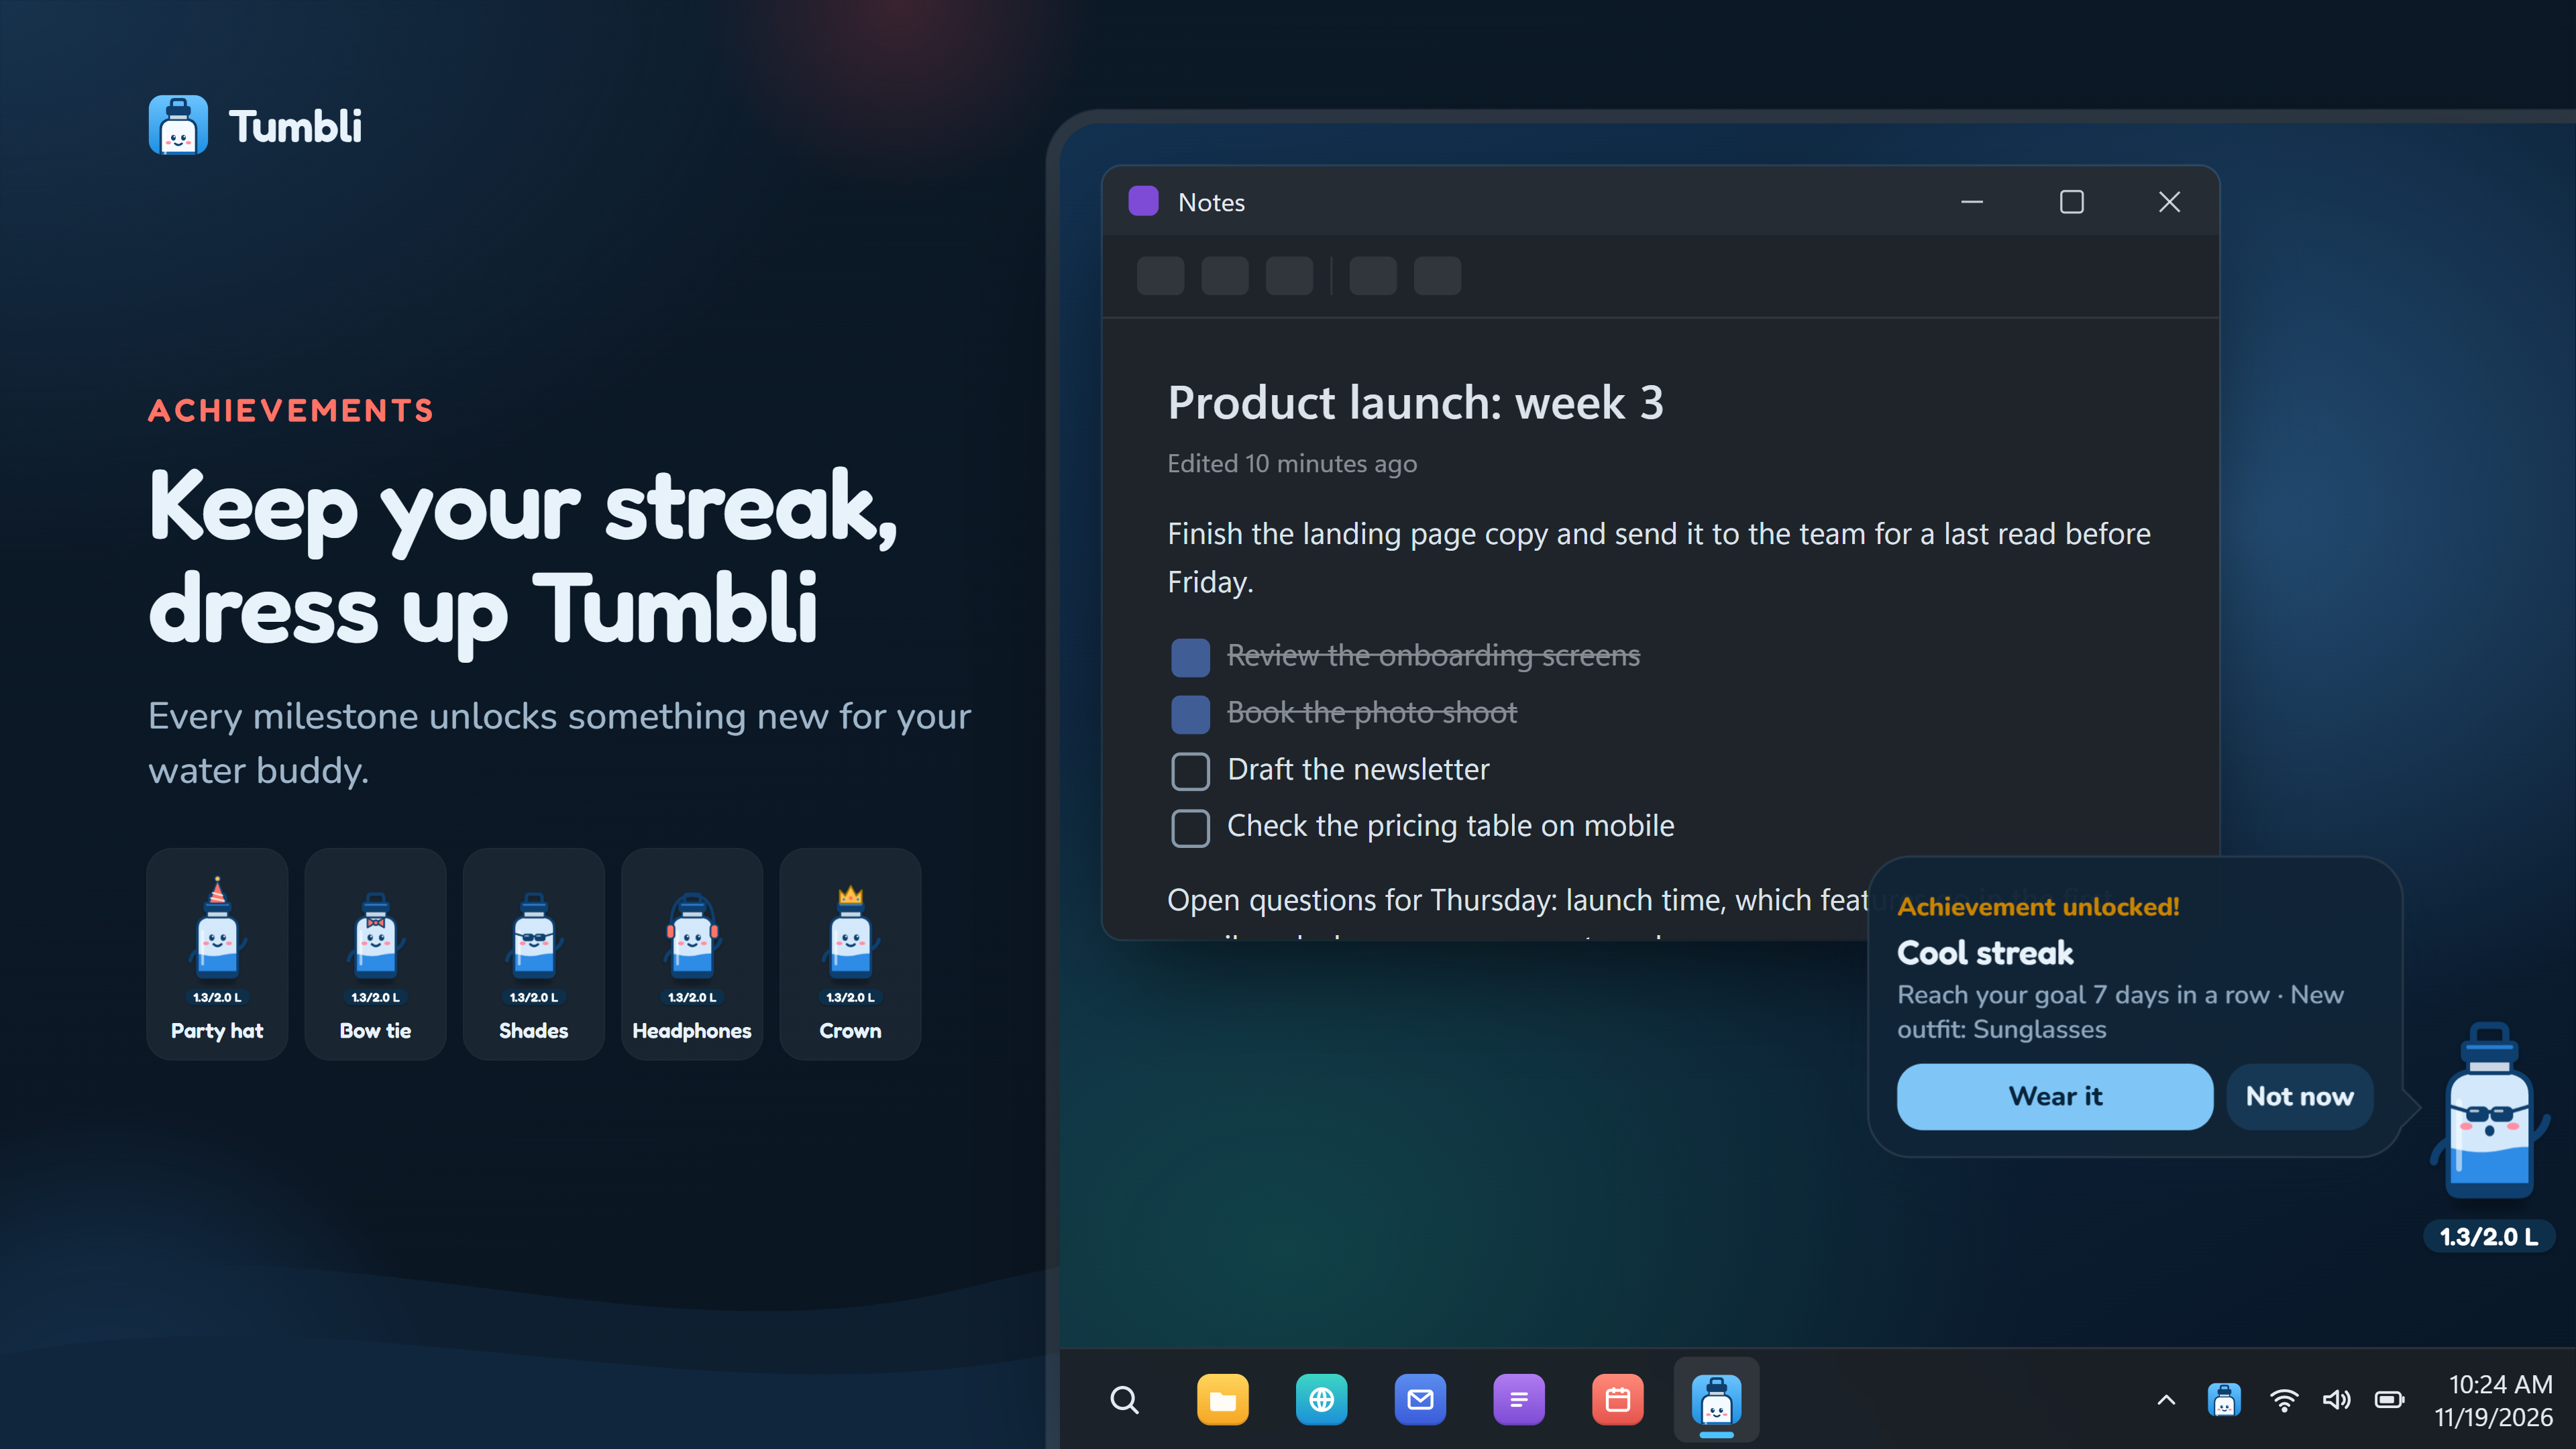 Tumbli
ACHIEVEMENTS
Keep your streak,
dress up Tumbli
Every milestone unlocks something new for your
water buddy.
1.3/2.0 L
Party hat
1.3/2.0 L
Bow tie
1.3/2.0 L
Shades
1.3/2.0 L
Headphones
1.3/2.0 L
Crown
Notes
Product launch: week 3
Edited 10 minutes ago
Finish the landing page copy and send it to the team for a last read before
Friday.
Review the onboarding screens
Book the photo shoot
Draft the newsletter
Check the pricing table on mobile
Open questions for Thursday: launch time, which features go in the first
Achievement unlocked!
Cool streak
Reach your goal 7 days in a row · New
outfit: Sunglasses
Wear it
Not now
1.3/2.0 L
10:24 AM
11/19/2026